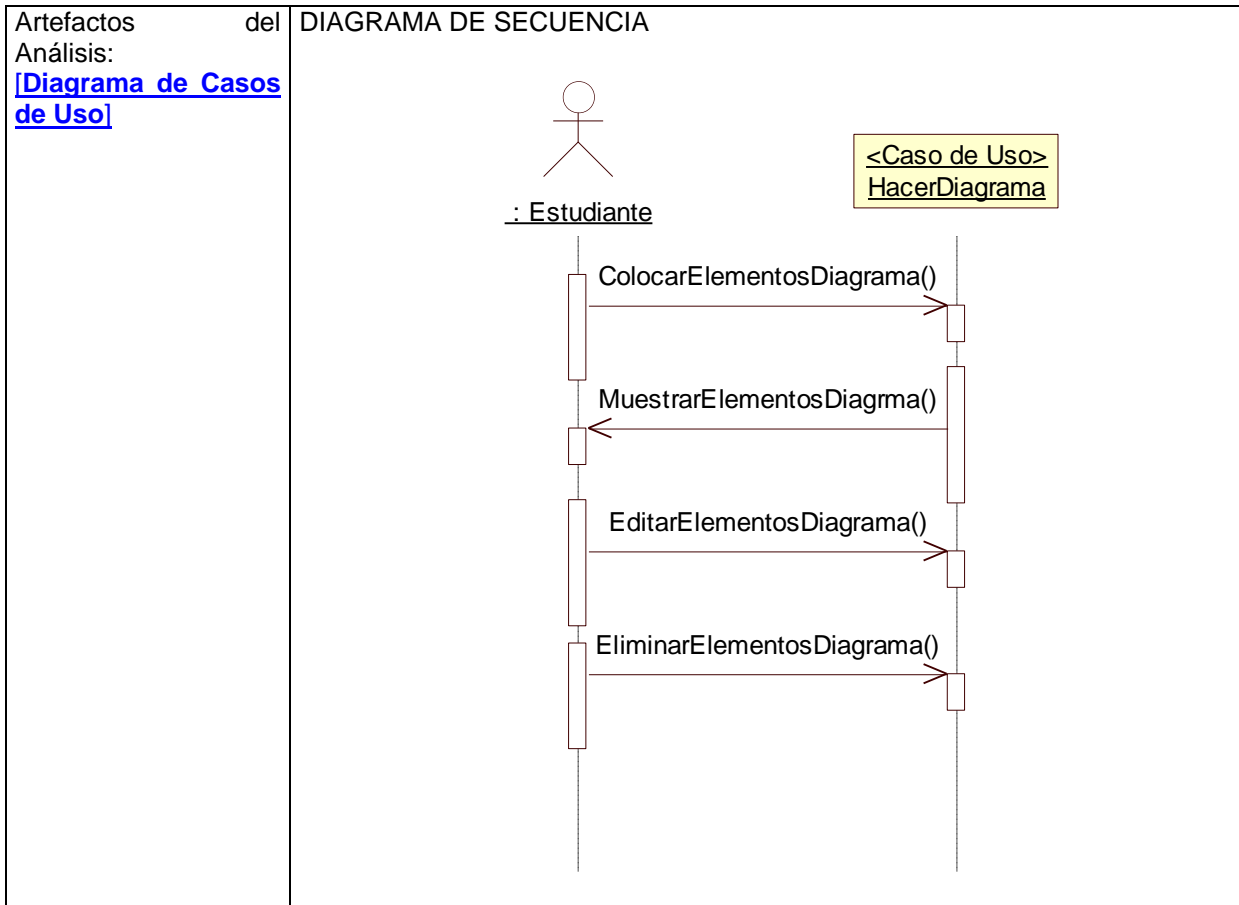 Artefactos del
Análisis:
[Diagrama de Casos
de Uso]
DIAGRAMA DE SECUENCIA
<Caso de Uso>
HacerDiagrama
: Estudiante
ColocarElementosDiagrama()
MuestrarElementosDiagrma()
EditarElementosDiagrama()
EliminarElementosDiagrama()